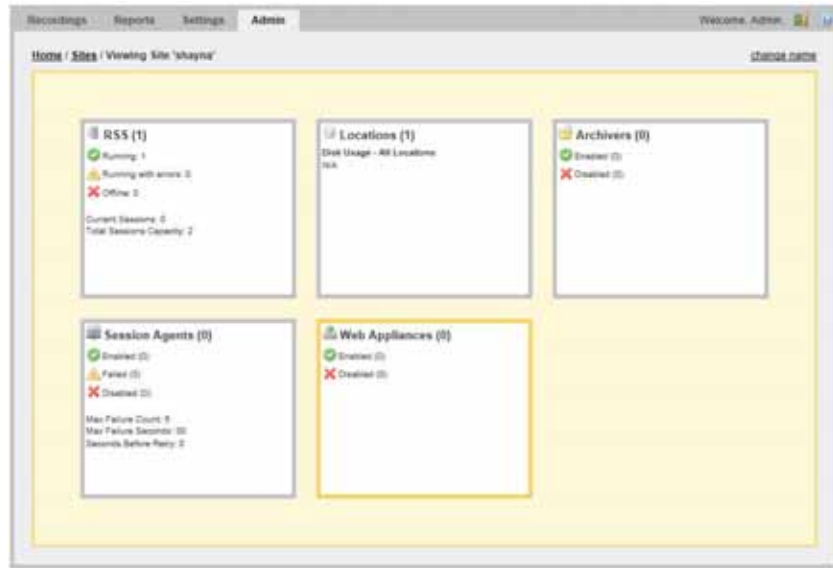 Recordings Reports Settings Admin Welcome, Admin.
Home / Sites / Viewing Site 'shayna' change name
RSS (1)
Running: 1
Running with errors: 0
Offline: 0
Current Sessions: 0
Total Sessions Capacity: 2
Locations (1)
Disk Usage - All Locations:
N/A
Archivers (0)
Enabled (0)
Disabled (0)
Session Agents (0)
Enabled (0)
Failed (0)
Disabled (0)
Max Failure Count: 5
Max Failure Seconds:
Seconds Before Retry: 0
Web Appliances (0)
Enabled (0)
Disabled (0)